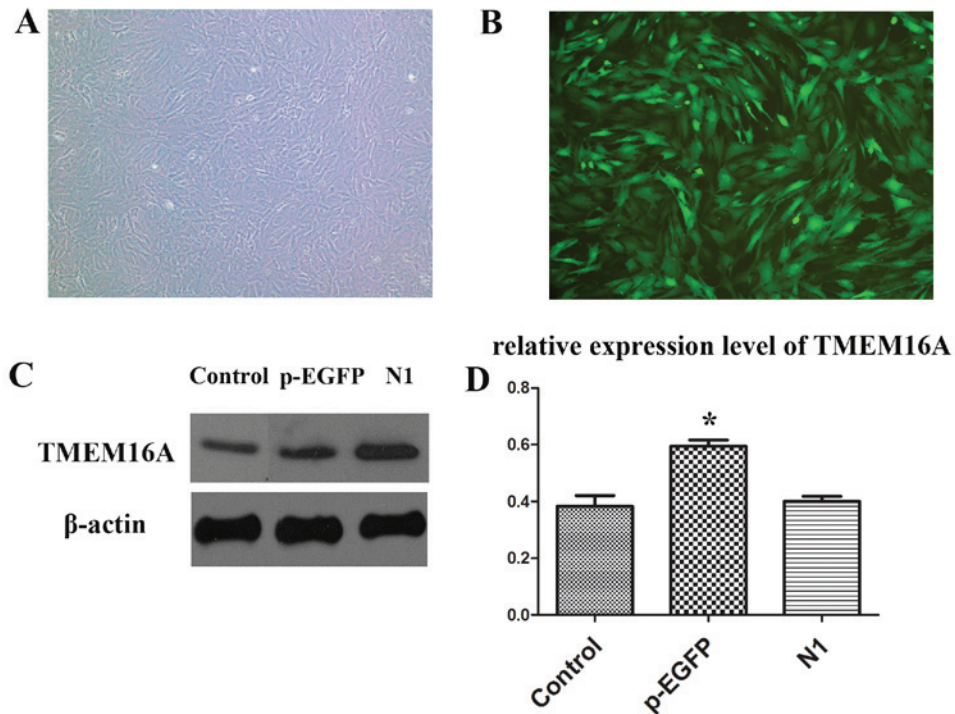 A
B
C
Control p-EGFP N1
TMEM16A
β-actin
relative expression level of TMEM16A
D
0.8
0.6
0.4
0.2
0.0
*
Control
p-EGFP
N1